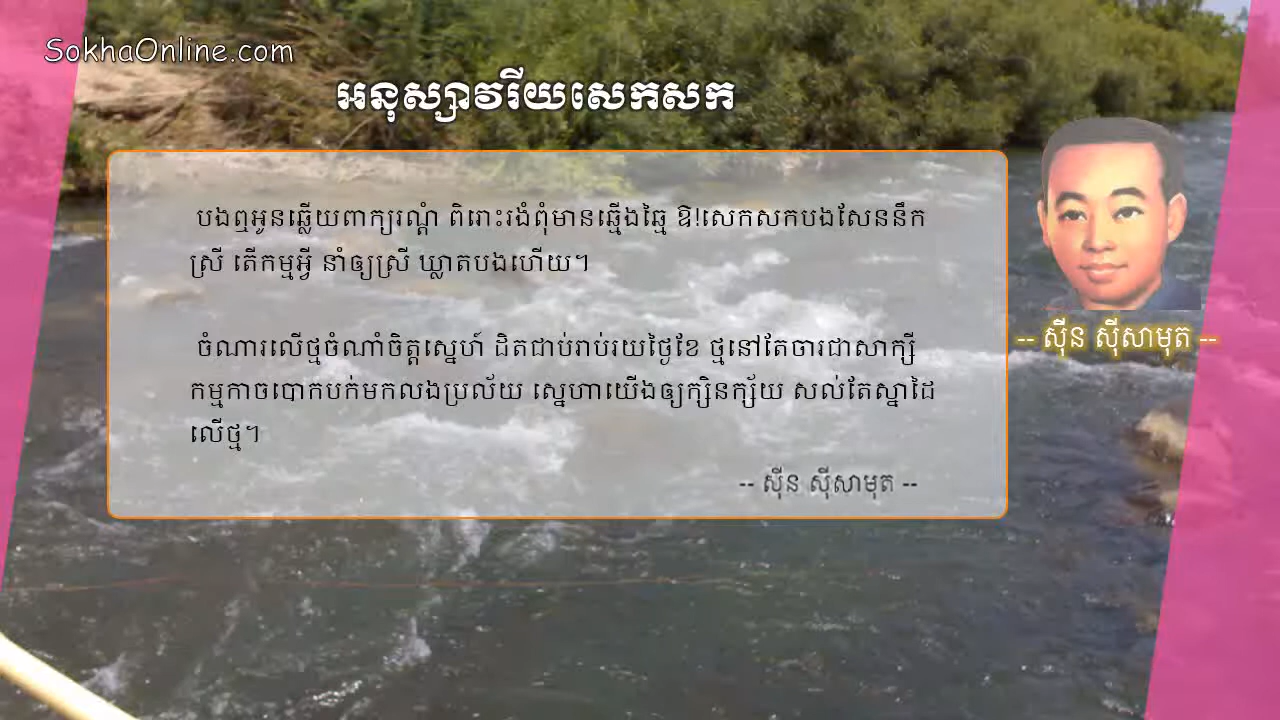 SokhaOnline.com
អនុស្សាវរីយសេកសក
បងឮអូនឆ្លើយពាក្យរណ្តំ ពិរោះរងំពុំមានឆ្មើងឆ្មៃ ឱ!សេកសកបងសែននឹក
ស្រី តើកម្មអ្វី នាំឲ្យស្រី ឃ្លាតបងហើយ។
ចំណារលើថ្មចំណាំចិត្តស្នេហ៍ ដិតជាប់រាប់រយថ្ងៃខែ ថ្មនៅតែចារជាសាក្សី
កម្មកាចបោកបក់មកលងប្រល័យ ស្នេហាយើងឲ្យក្សិនក្ស័យ សល់តែស្នាដៃ
លើថ្ម។
-- ស៊ីន ស៊ីសាមុត --
-- ស៊ីន ស៊ីសាមុត --